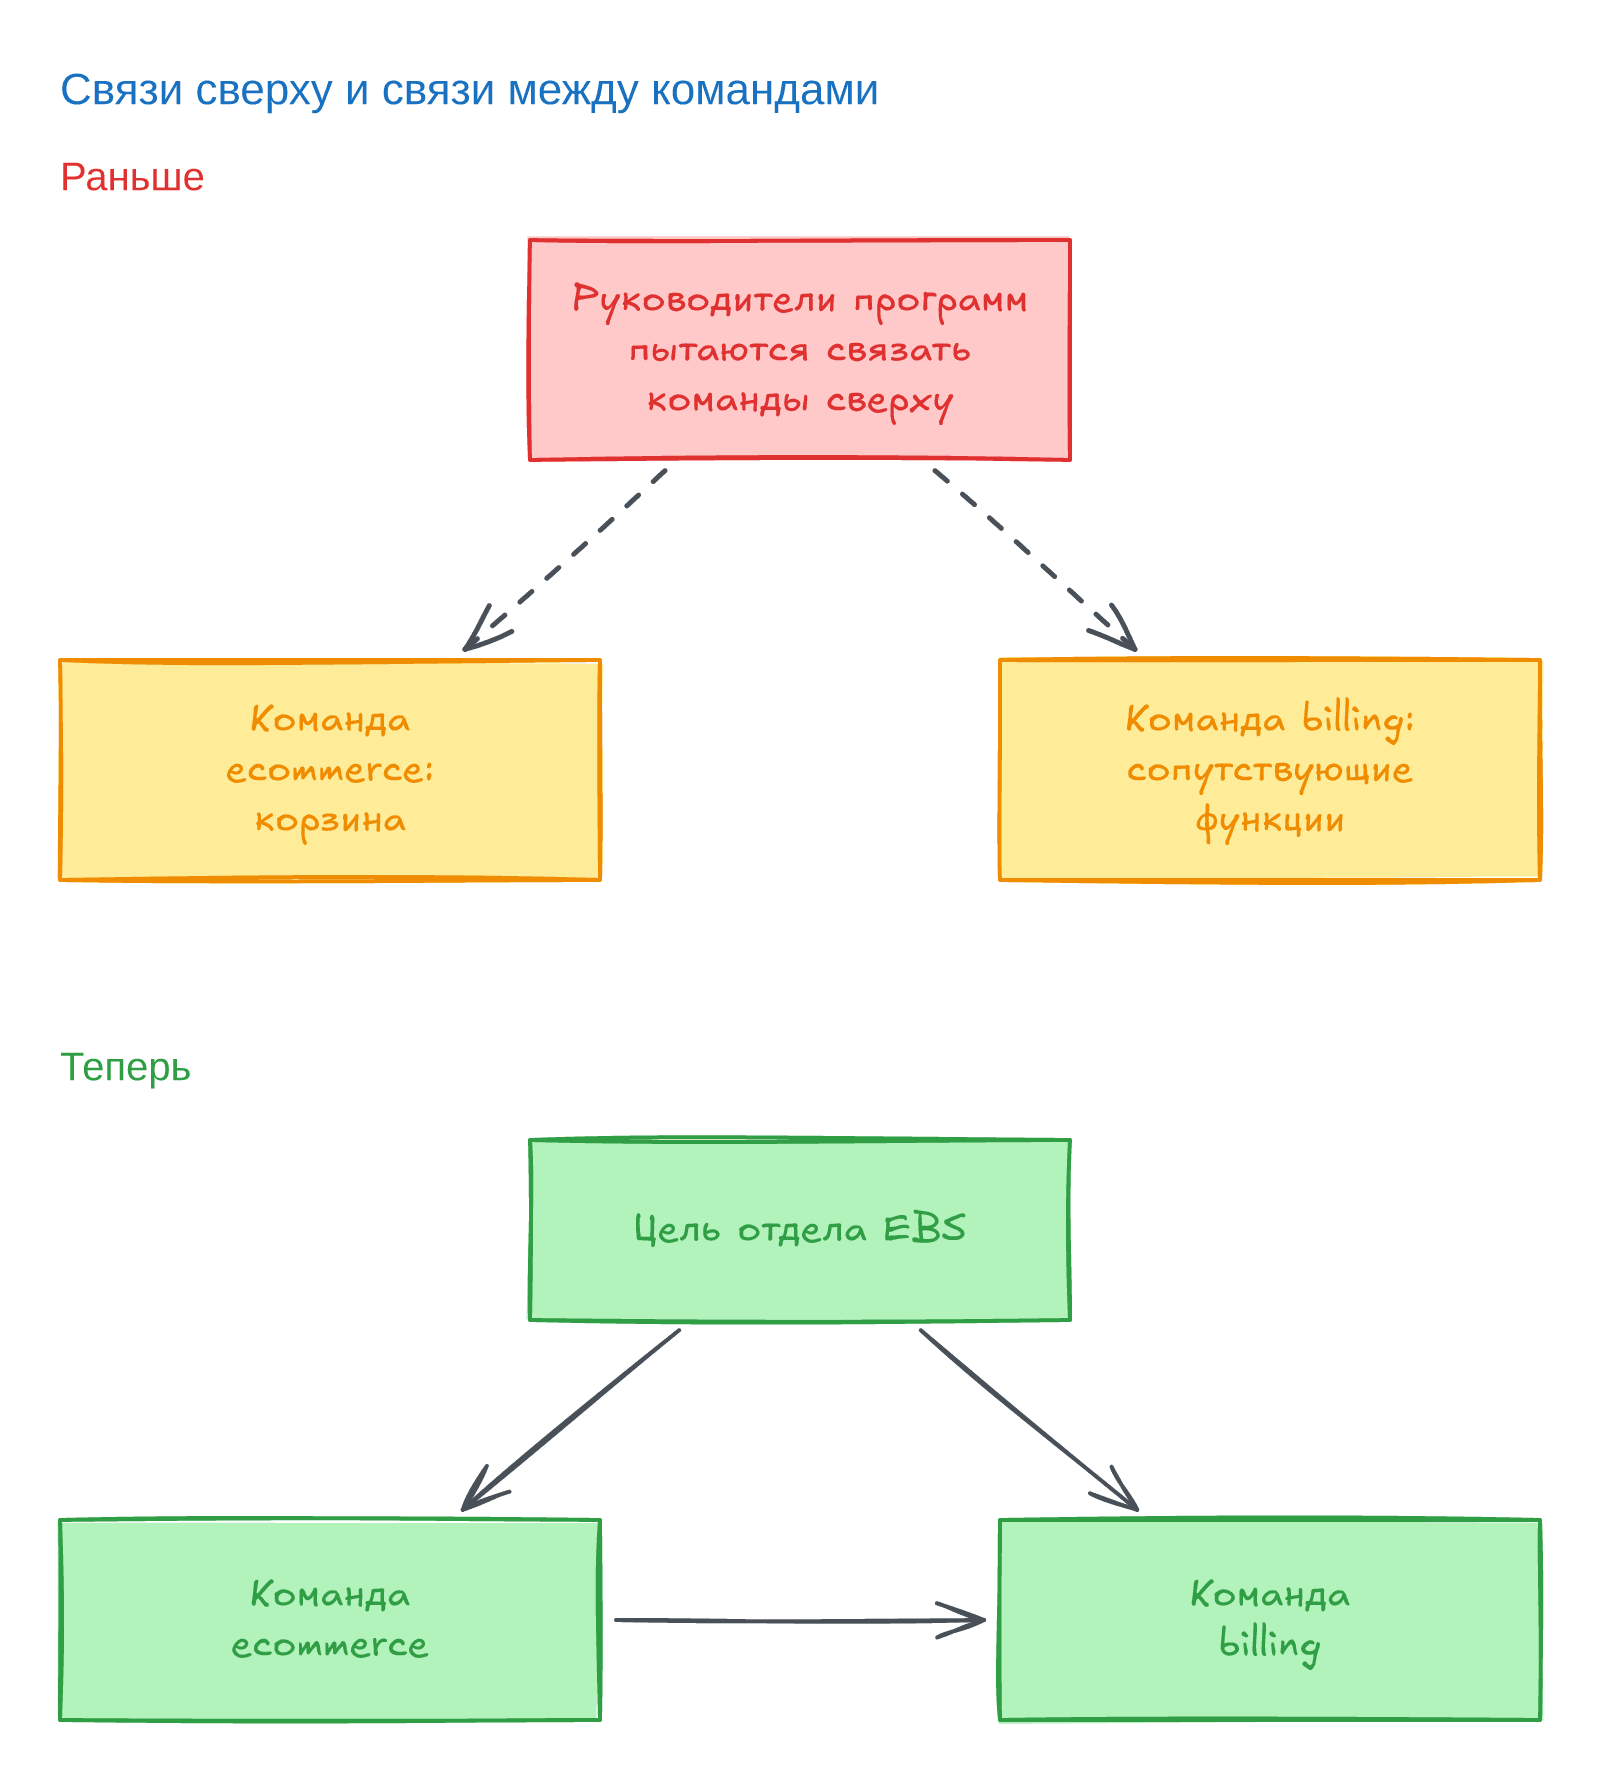 Связи сверху и связи между командами
Раньше
Руководители программ
пытаются связать
команды сверху
Команда
ecommerce:
корзина
Команда billing:
сопутствующие
функции
Теперь
Цель отдела EBS
Команда
ecommerce
Команда
billing